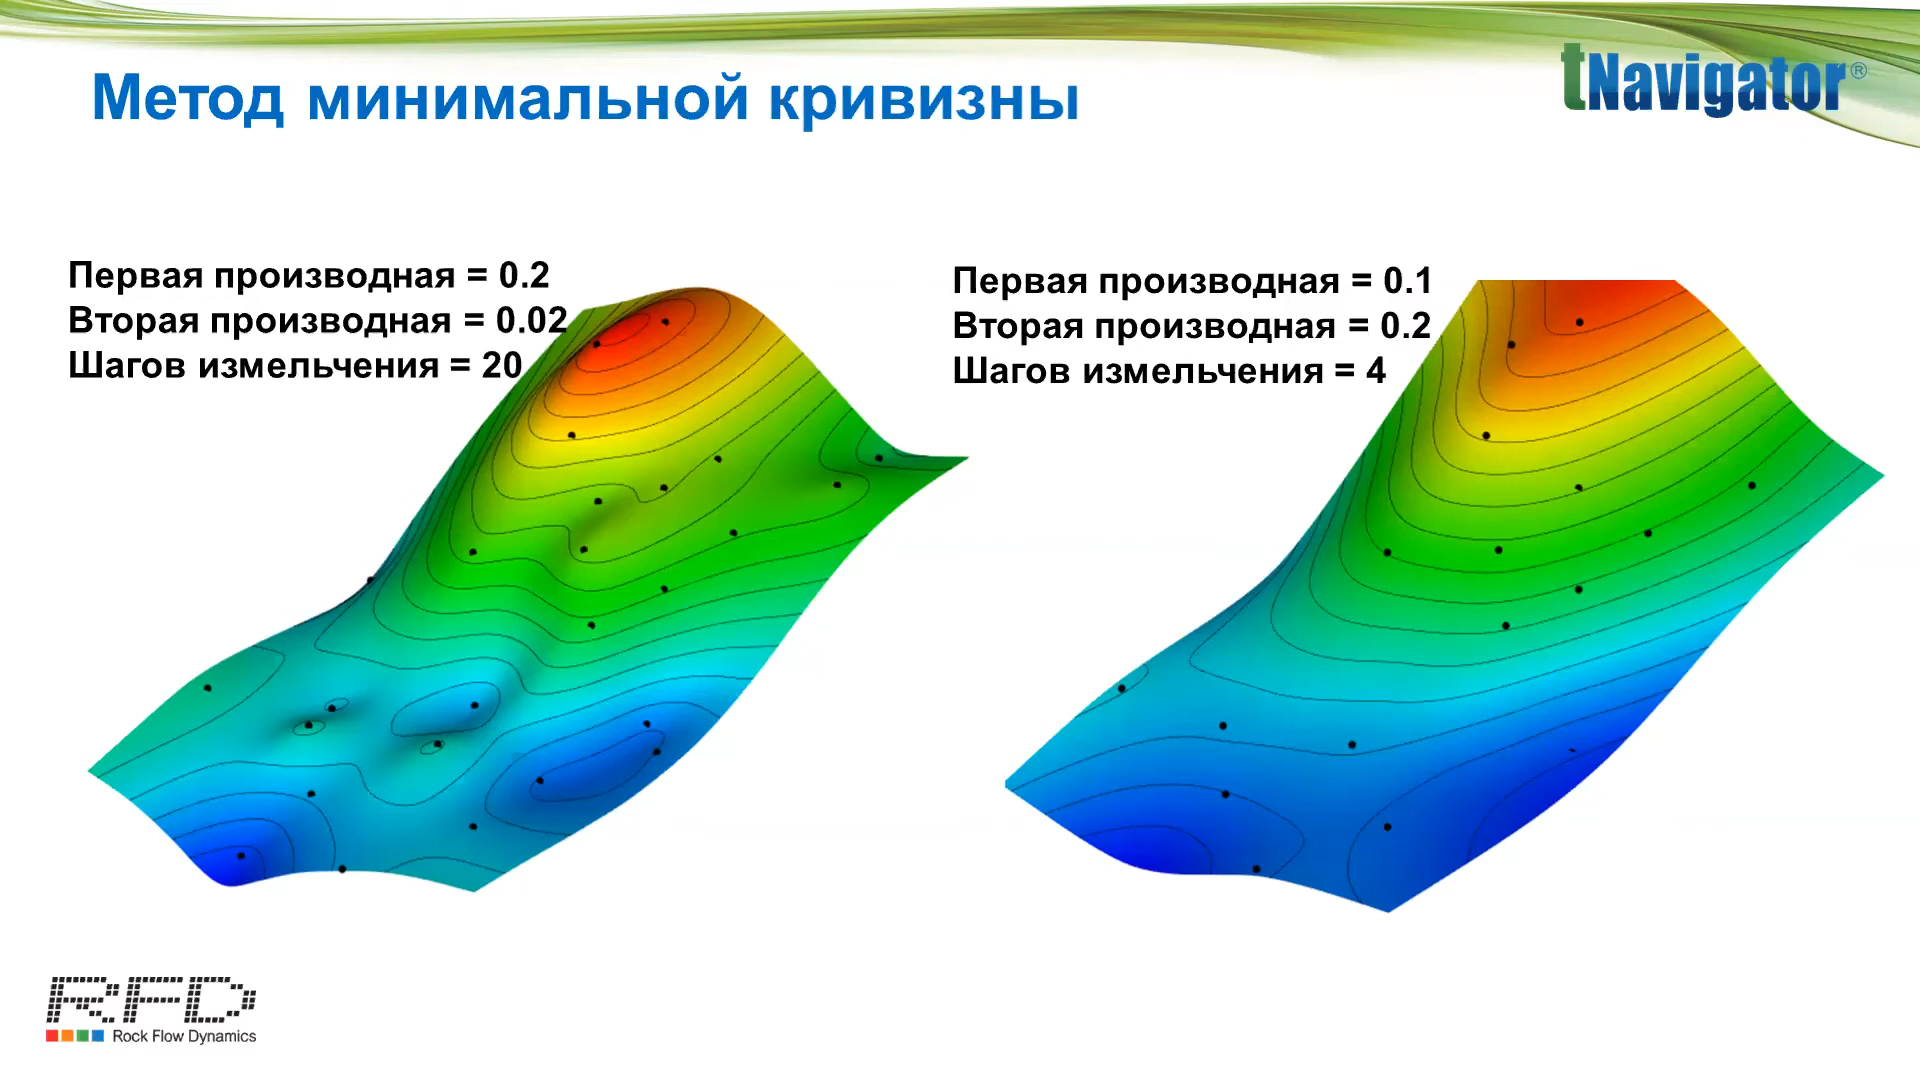 Метод минимальной кривизны
tNavigator®
Первая производная = 0.2
Вторая производная = 0.02
Шагов измельчения = 20
Первая производная = 0.1
Вторая производная = 0.2
Шагов измельчения = 4
RFD
Rock Flow Dynamics